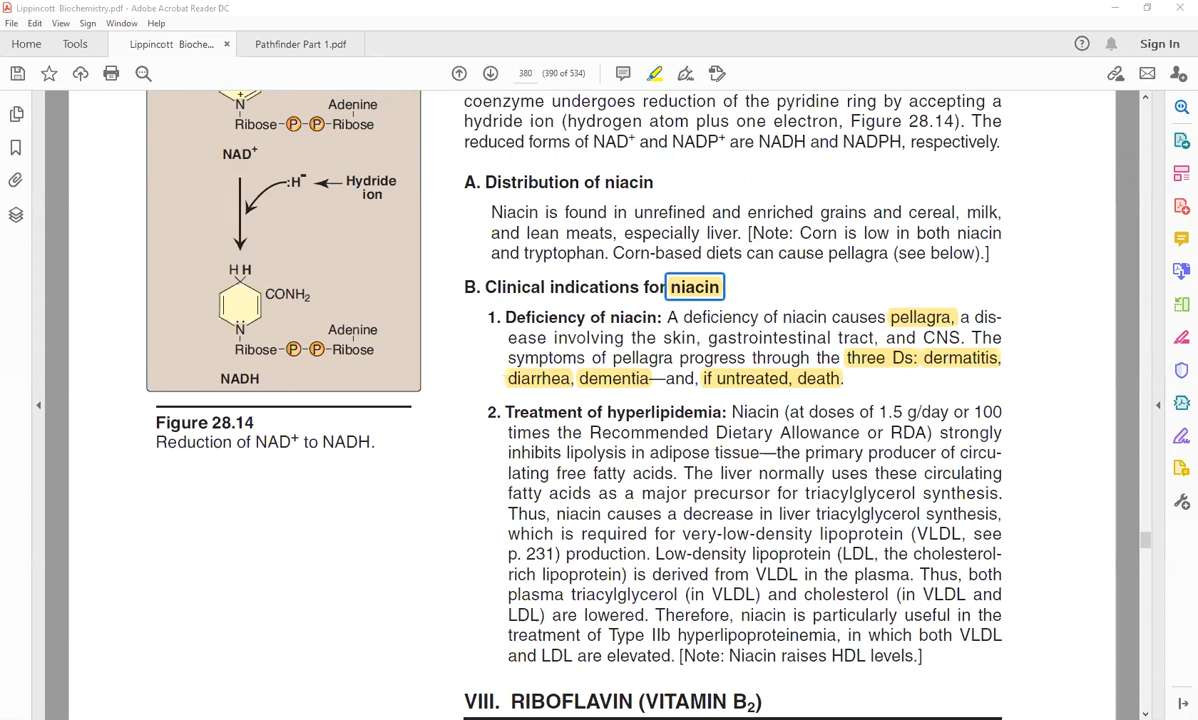 Lippincott Biochemistry.pdf - Adobe Acrobat Reader DC
File Edit View Sign Window Help
Home Tools Lippincott Bioche... × Pathfinder Part 1.pdf Sign In
380 (390 of 534)
N
Adenine
Ribose-P-P-Ribose
NAD+
:H-
Hydride
ion
H H
CONH2
N
Adenine
Ribose-P-P-Ribose
NADH
Figure 28.14
Reduction of NAD+ to NADH.
coenzyme undergoes reduction of the pyridine ring by accepting a
hydride ion (hydrogen atom plus one electron, Figure 28.14). The
reduced forms of NAD+ and NADP+ are NADH and NADPH, respectively.
A. Distribution of niacin
Niacin is found in unrefined and enriched grains and cereal, milk,
and lean meats, especially liver. [Note: Corn is low in both niacin
and tryptophan. Corn-based diets can cause pellagra (see below).]
B. Clinical indications for niacin
1. Deficiency of niacin: A deficiency of niacin causes pellagra, a dis-
ease involving the skin, gastrointestinal tract, and CNS. The
symptoms of pellagra progress through the three Ds: dermatitis,
diarrhea, dementia—and, if untreated, death.
2. Treatment of hyperlipidemia: Niacin (at doses of 1.5 g/day or 100
times the Recommended Dietary Allowance or RDA) strongly
inhibits lipolysis in adipose tissue—the primary producer of circu-
lating free fatty acids. The liver normally uses these circulating
fatty acids as a major precursor for triacylglycerol synthesis.
Thus, niacin causes a decrease in liver triacylglycerol synthesis,
which is required for very-low-density lipoprotein (VLDL, see
p. 231) production. Low-density lipoprotein (LDL, the cholesterol-
rich lipoprotein) is derived from VLDL in the plasma. Thus, both
plasma triacylglycerol (in VLDL) and cholesterol (in VLDL and
LDL) are lowered. Therefore, niacin is particularly useful in the
treatment of Type IIb hyperlipoproteinemia, in which both VLDL
and LDL are elevated. [Note: Niacin raises HDL levels.]
VIII. RIBOFLAVIN (VITAMIN B2)